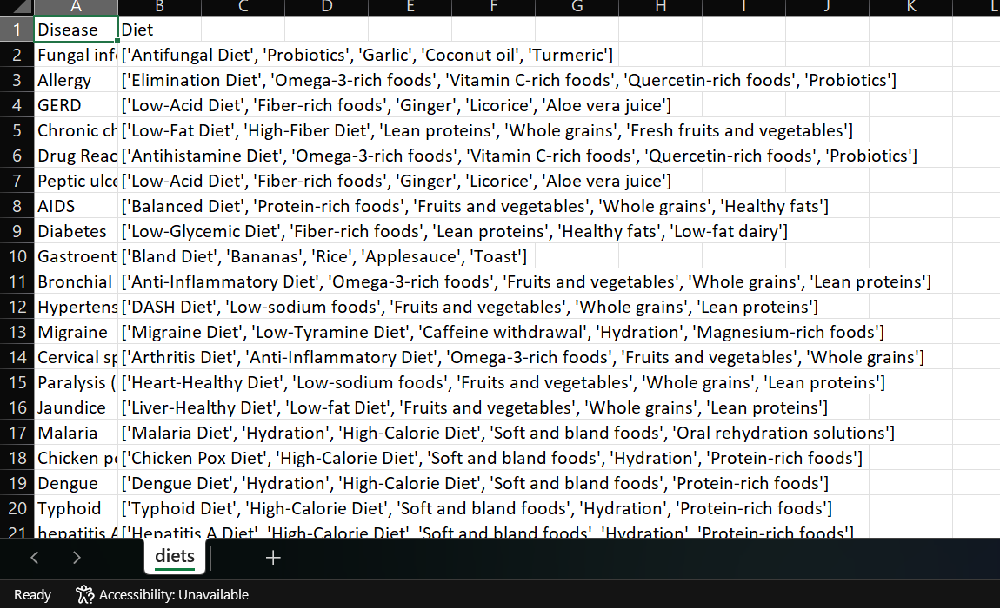 A B C D E F G H I J K L
1 Disease Diet
2 Fungal inf ['Antifungal Diet', 'Probiotics', 'Garlic', 'Coconut oil', 'Turmeric']
3 Allergy ['Elimination Diet', 'Omega-3-rich foods', 'Vitamin C-rich foods', 'Quercetin-rich foods', 'Probiotics']
4 GERD ['Low-Acid Diet', 'Fiber-rich foods', 'Ginger', 'Licorice', 'Aloe vera juice']
5 Chronic ch ['Low-Fat Diet', 'High-Fiber Diet', 'Lean proteins', 'Whole grains', 'Fresh fruits and vegetables']
6 Drug Reac ['Antihistamine Diet', 'Omega-3-rich foods', 'Vitamin C-rich foods', 'Quercetin-rich foods', 'Probiotics']
7 Peptic ulce ['Low-Acid Diet', 'Fiber-rich foods', 'Ginger', 'Licorice', 'Aloe vera juice']
8 AIDS ['Balanced Diet', 'Protein-rich foods', 'Fruits and vegetables', 'Whole grains', 'Healthy fats']
9 Diabetes ['Low-Glycemic Diet', 'Fiber-rich foods', 'Lean proteins', 'Healthy fats', 'Low-fat dairy']
10 Gastroent ['Bland Diet', 'Bananas', 'Rice', 'Applesauce', 'Toast']
11 Bronchial ['Anti-Inflammatory Diet', 'Omega-3-rich foods', 'Fruits and vegetables', 'Whole grains', 'Lean proteins']
12 Hypertens ['DASH Diet', 'Low-sodium foods', 'Fruits and vegetables', 'Whole grains', 'Lean proteins']
13 Migraine ['Migraine Diet', 'Low-Tyramine Diet', 'Caffeine withdrawal', 'Hydration', 'Magnesium-rich foods']
14 Cervical sp ['Arthritis Diet', 'Anti-Inflammatory Diet', 'Omega-3-rich foods', 'Fruits and vegetables', 'Whole grains']
15 Paralysis ( ['Heart-Healthy Diet', 'Low-sodium foods', 'Fruits and vegetables', 'Whole grains', 'Lean proteins']
16 Jaundice ['Liver-Healthy Diet', 'Low-fat Diet', 'Fruits and vegetables', 'Whole grains', 'Lean proteins']
17 Malaria ['Malaria Diet', 'Hydration', 'High-Calorie Diet', 'Soft and bland foods', 'Oral rehydration solutions']
18 Chicken po ['Chicken Pox Diet', 'High-Calorie Diet', 'Soft and bland foods', 'Hydration', 'Protein-rich foods']
19 Dengue ['Dengue Diet', 'Hydration', 'High-Calorie Diet', 'Soft and bland foods', 'Protein-rich foods']
20 Typhoid ['Typhoid Diet', 'High-Calorie Diet', 'Soft and bland foods', 'Hydration', 'Protein-rich foods']
21 hepatitis A ['Hepatitis A Diet', 'High-Calorie Diet', 'Soft and bland foods', 'Hydration', 'Protein-rich foods']
diets
Ready Accessibility: Unavailable